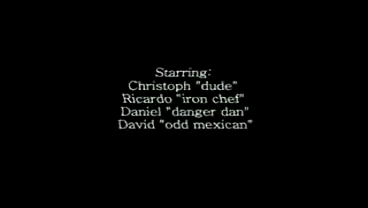 Starring:
Christoph "dude"
Ricardo "iron chef"
Daniel "danger dan"
David "odd mexican"